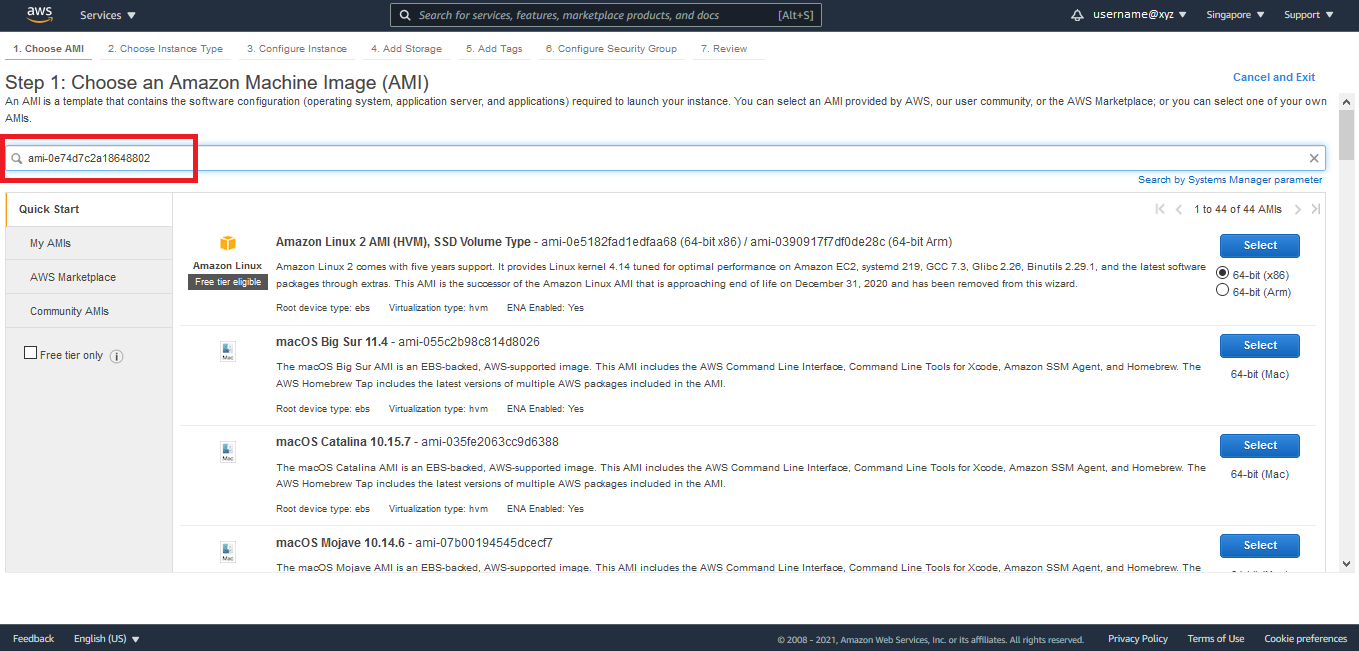 aws Services Search for services, features, marketplace products, and docs [Alt+S] username@xyz Singapore Support
1. Choose AMI 2. Choose Instance Type 3. Configure Instance 4. Add Storage 5. Add Tags 6. Configure Security Group 7. Review
Step 1: Choose an Amazon Machine Image (AMI) Cancel and Exit
An AMI is a template that contains the software configuration (operating system, application server, and applications) required to launch your instance. You can select an AMI provided by AWS, our user community, or the AWS Marketplace; or you can select one of your own
AMIs.
ami-0e74d7c2a18648802
Search by Systems Manager parameter
Quick Start
My AMIs
AWS Marketplace
Community AMIs
Free tier only
1 to 44 of 44 AMIs
Amazon Linux
Free tier eligible
Amazon Linux 2 AMI (HVM), SSD Volume Type - ami-0e5182fad1edfaa68 (64-bit x86) / ami-0390917f7df0de28c (64-bit Arm)
Amazon Linux 2 comes with five years support. It provides Linux kernel 4.14 tuned for optimal performance on Amazon EC2, systemd 219, GCC 7.3, Glibc 2.26, Binutils 2.29.1, and the latest software
packages through extras. This AMI is the successor of the Amazon Linux AMI that is approaching end of life on December 31, 2020 and has been removed from this wizard.
Root device type: ebs Virtualization type: hvm ENA Enabled: Yes
Select
64-bit (x86)
64-bit (Arm)
Mac
macOS Big Sur 11.4 - ami-055c2b98c814d8026
The macOS Big Sur AMI is an EBS-backed, AWS-supported image. This AMI includes the AWS Command Line Interface, Command Line Tools for Xcode, Amazon SSM Agent, and Homebrew. The
AWS Homebrew Tap includes the latest versions of multiple AWS packages included in the AMI.
Root device type: ebs Virtualization type: hvm ENA Enabled: Yes
Select
64-bit (Mac)
Mac
macOS Catalina 10.15.7 - ami-035fe2063cc9d6388
The macOS Catalina AMI is an EBS-backed, AWS-supported image. This AMI includes the AWS Command Line Interface, Command Line Tools for Xcode, Amazon SSM Agent, and Homebrew. The
AWS Homebrew Tap includes the latest versions of multiple AWS packages included in the AMI.
Root device type: ebs Virtualization type: hvm ENA Enabled: Yes
Select
64-bit (Mac)
Mac
macOS Mojave 10.14.6 - ami-07b00194545dcecf7
The macOS Mojave AMI is an EBS-backed, AWS-supported image. This AMI includes the AWS Command Line Interface, Command Line Tools for Xcode, Amazon SSM Agent, and Homebrew. The
Select
Feedback English (US) © 2008 - 2021, Amazon Web Services, Inc. or its affiliates. All rights reserved. Privacy Policy Terms of Use Cookie preferences